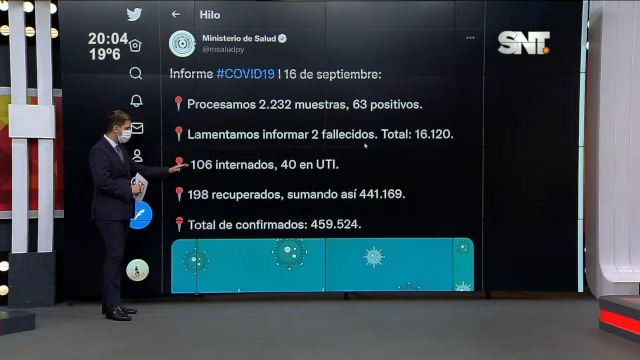 20:04
19°6
Hilo
SNT.
Ministerio de Salud
@msaludpy
Informe #COVID19 | 16 de septiembre:
Procesamos 2.232 muestras, 63 positivos.
Lamentamos informar 2 fallecidos. Total: 16.120.
106 internados, 40 en UTI.
198 recuperados, sumando así 441.169.
Total de confirmados: 459.524.